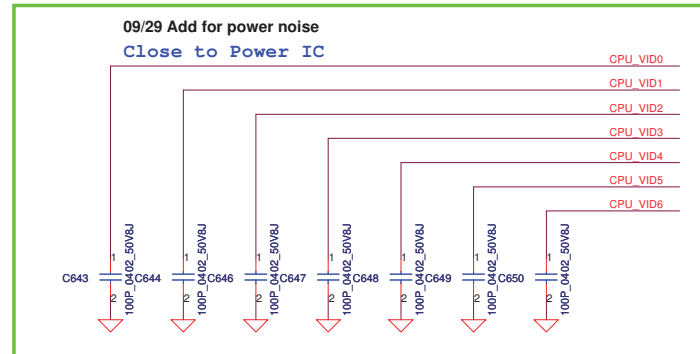 09/29 Add for power noise
Close to Power IC
CPU_VID0
CPU_VID1
CPU_VID2
CPU_VID3
CPU_VID4
CPU_VID5
CPU_VID6
1 1 1 1 1 1 1
C643 C644 C646 C647 C648 C649 C650
2 2 2 2 2 2 2
100P_0402_50V8J
100P_0402_50V8J
100P_0402_50V8J
100P_0402_50V8J
100P_0402_50V8J
100P_0402_50V8J
100P_0402_50V8J